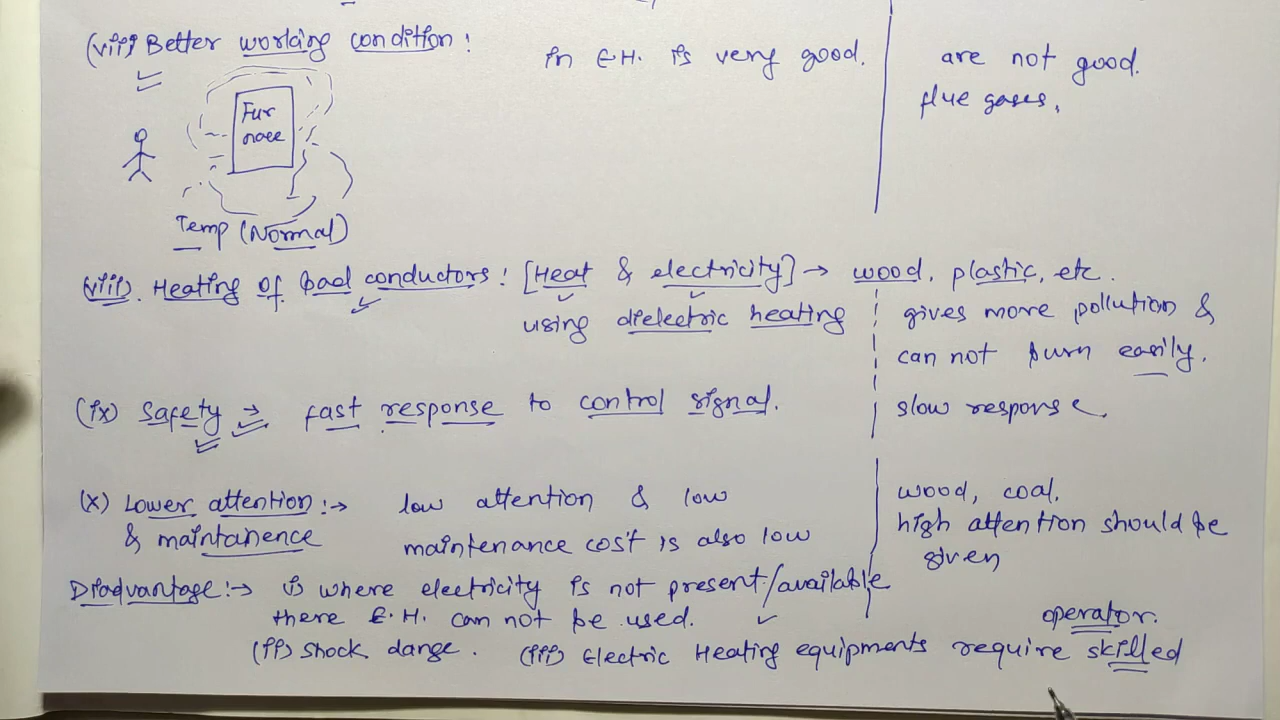 (viii) Better working condition:
in E.H. is very good.
are not good.
flue gases.
Fur
nace
Temp (Normal)
(viii). Heating of bad conductors: [Heat & electricity] → wood, plastic, etc.
using dielectric heating
gives more pollution &
can not burn easily.
(ix) Safety → fast response to control signal.
slow response.
(x) Lower attention:→ low attention & low
& maintanence maintenance cost is also low
wood, coal.
high attention should be
given
Disadvantage:→ is where electricity is not present/available
there E.H. can not be used.
operator.
(ii) Shock dange. (iii) Electric Heating equipments require skilled